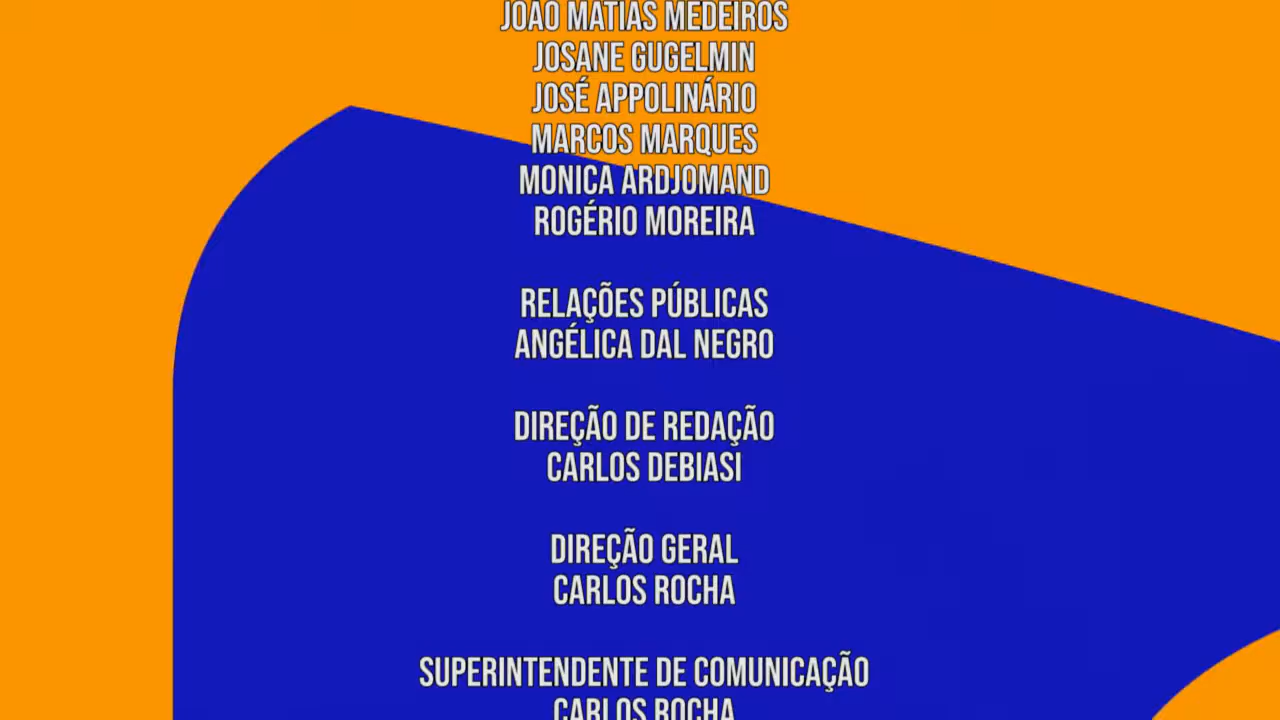 JOÃO MATIAS MEDEIROS
JOSANE GUGELMIN
JOSÉ APPOLINÁRIO
MARCOS MARQUES
MONICA ARDJOMAND
ROGÉRIO MOREIRA
RELAÇÕES PÚBLICAS
ANGÉLICA DAL NEGRO
DIREÇÃO DE REDAÇÃO
CARLOS DEBIASI
DIREÇÃO GERAL
CARLOS ROCHA
SUPERINTENDENTE DE COMUNICAÇÃO
CARLOS ROCHA